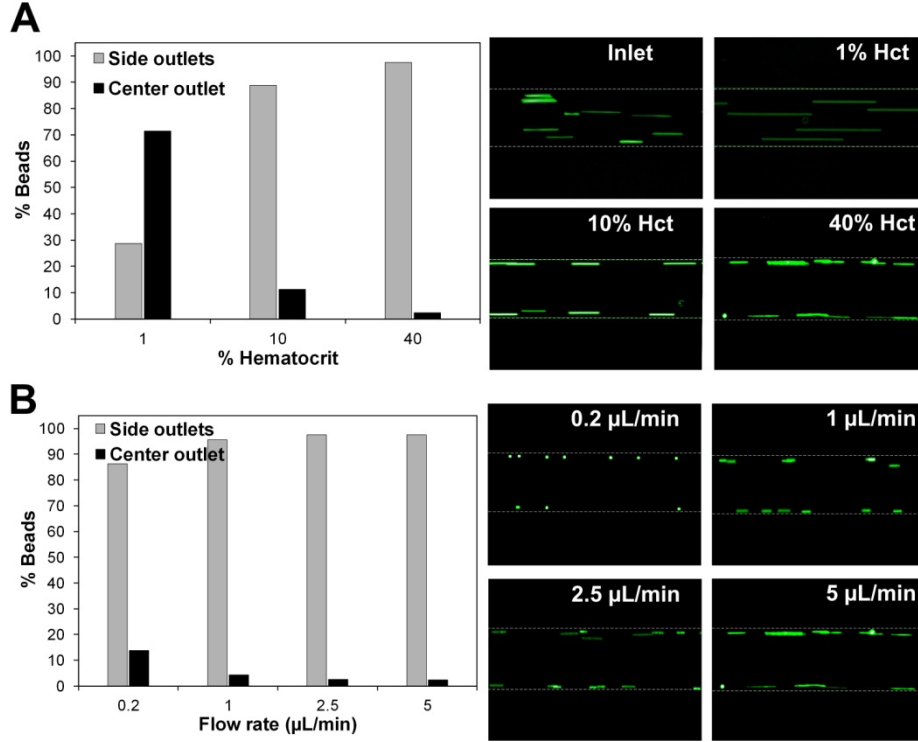 A
Side outlets
Center outlet
100
90
80
70
60
50
40
30
20
10
0
% Beads
1
10
40
% Hematocrit
Inlet
1% Hct
10% Hct
40% Hct
B
Side outlets
Center outlet
100
90
80
70
60
50
40
30
20
10
0
% Beads
0.2
1
2.5
5
Flow rate (µL/min)
0.2 µL/min
1 µL/min
2.5 µL/min
5 µL/min